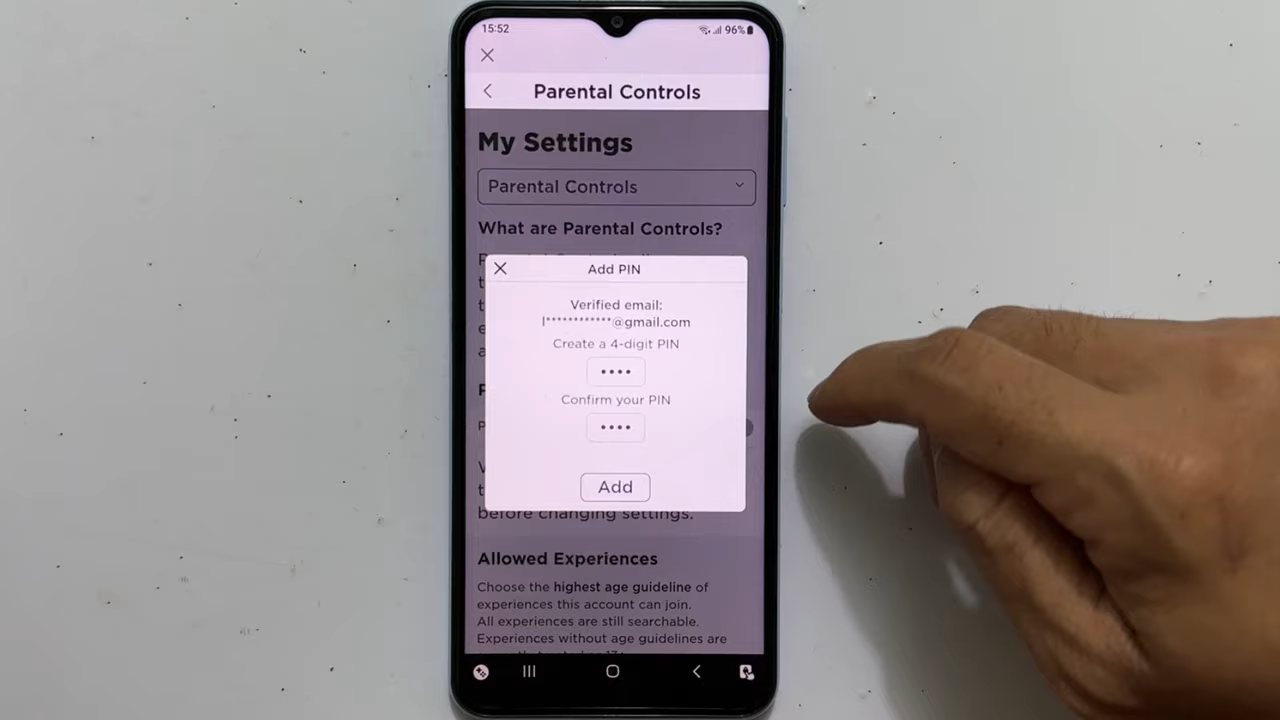 15:52
96%
Parental Controls
My Settings
Parental Controls
What are Parental Controls?
Add PIN
Verified email:
l************@gmail.com
Create a 4-digit PIN
••••
Confirm your PIN
••••
Add
before changing settings.
Allowed Experiences
Choose the highest age guideline of
experiences this account can join.
All experiences are still searchable.
Experiences without age guidelines are